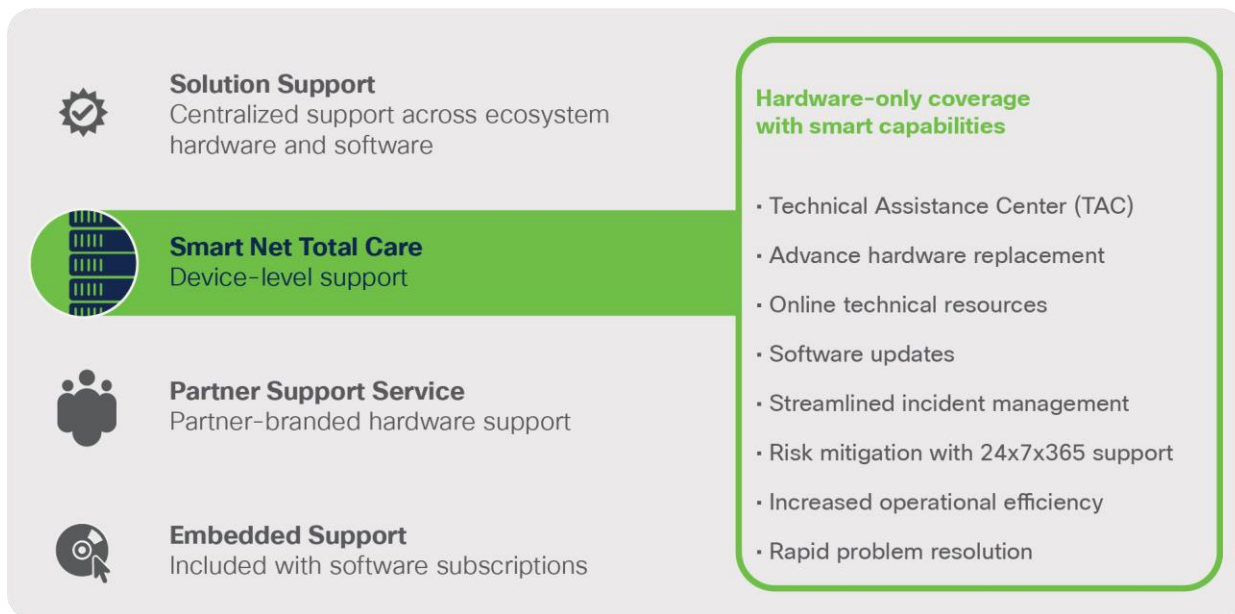 Solution Support
Centralized support across ecosystem
hardware and software
Smart Net Total Care
Device-level support
Partner Support Service
Partner-branded hardware support
Embedded Support
Included with software subscriptions
Hardware-only coverage
with smart capabilities
· Technical Assistance Center (TAC)
· Advance hardware replacement
· Online technical resources
· Software updates
· Streamlined incident management
· Risk mitigation with 24x7x365 support
· Increased operational efficiency
· Rapid problem resolution